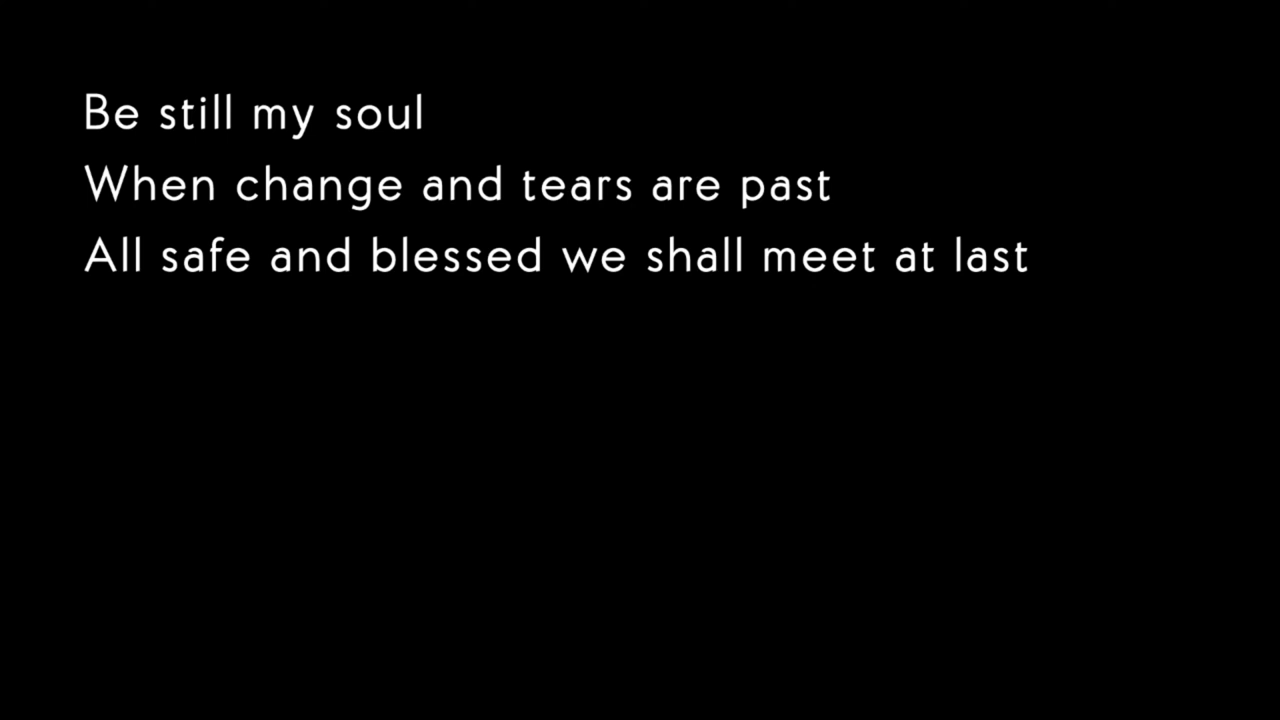 Be still my soul
When change and tears are past
All safe and blessed we shall meet at last